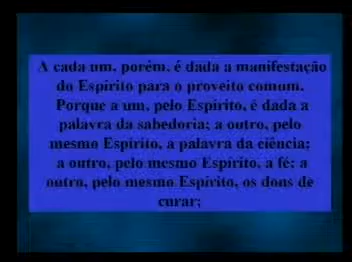 A cada um, porém, é dada a manifestação
do Espírito para o proveito comum.
Porque a um, pelo Espírito, é dada a
palavra da sabedoria; a outro, pelo
mesmo Espírito, a palavra da ciência;
a outro, pelo mesmo Espírito, a fé; a
outro, pelo mesmo Espírito, os dons de
curar;